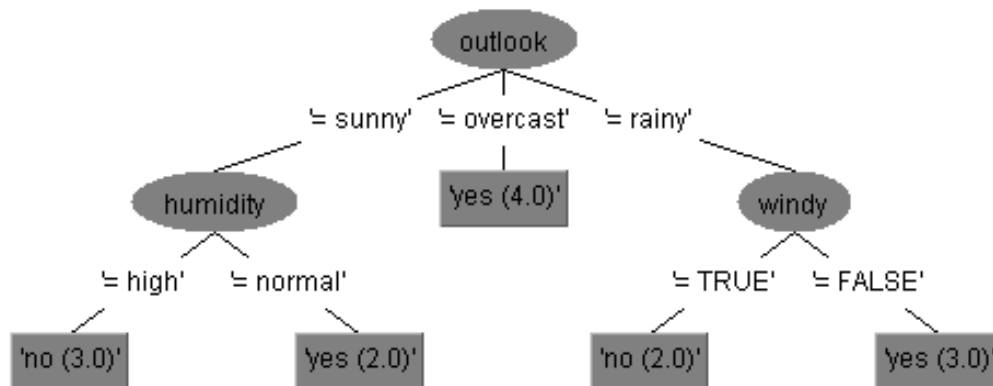 outlook
'= sunny' '= overcast' '= rainy'
humidity 'yes (4.0)' windy
'= high' '= normal' '= TRUE' '= FALSE'
'no (3.0)' 'yes (2.0)' 'no (2.0)' 'yes (3.0)'